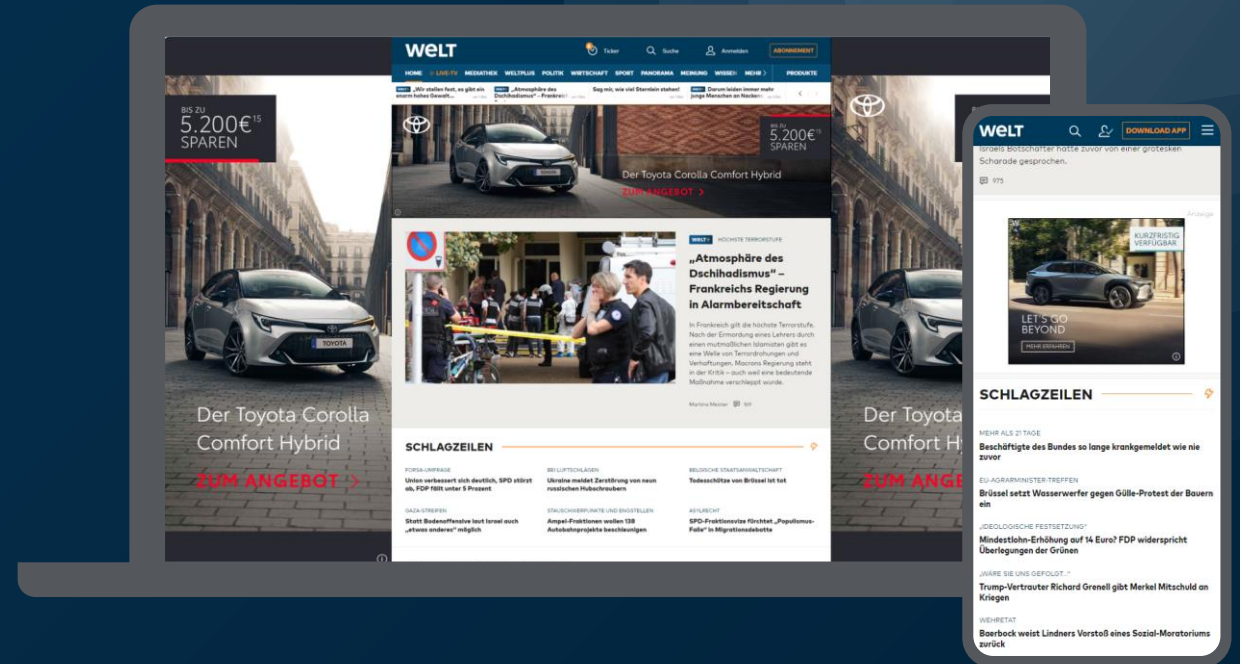 WELT
Ticker
Suche
Anmelden
ABONNEMENT
HOME LIVE-TV MEDIATHEK WELTPLUS POLITIK WIRTSCHAFT SPORT PANORAMA MEINUNG WISSEN MEHR PRODUKTE
„Wir stellen fest, es gibt ein
enorm hohes Gewalt...
„Atmosphäre des
Dschihadismus“ – Frankreich
Sag mir, wie viel Sternlein stehen!
Darum leiden immer mehr
junge Menschen an Nacken
BIS ZU
5.200€15
SPAREN
TOYOTA
Der Toyota Corolla
Comfort Hybrid
ZUM ANGEBOT >
BIS ZU
5.200€15
SPAREN
Der Toyota Corolla Comfort Hybrid
ZUM ANGEBOT >
WELT+ HÖCHSTE TERRORSTUFE
„Atmosphäre des
Dschihadismus“ –
Frankreichs Regierung
in Alarmbereitschaft
In Frankreich gilt die höchste Terrorstufe.
Nach der Ermordung eines Lehrers durch
einen mutmaßlichen Islamisten gibt es
eine Welle von Terrordrohungen und
Verhaftungen. Macrons Regierung steht
in der Kritik – auch weil eine bedeutende
Maßnahme verschleppt wurde.
Martina Meister
SCHLAGZEILEN
FORSA-UMFRAGE
Union verbessert sich deutlich, SPD stürzt
ab, FDP fällt unter 5 Prozent
BEI LUFTSCHLÄGEN
Ukraine meldet Zerstörung von neun
russischen Hubschraubern
BELGISCHE STAATSANWALTSCHAFT
Todesschütze von Brüssel ist tot
GAZA-STREIFEN
Statt Bodenoffensive laut Israel auch
„etwas anderes“ möglich
STAUSCHWERPUNKTE UND ENGSTELLEN
Ampel-Fraktionen wollen 138
Autobahnprojekte beschleunigen
ASYLRECHT
SPD-Fraktionsvize fürchtet „Populismus-
Falle“ in Migrationsdebatte
Der Toyota
Comfort H
ZUM ANGE
WELT
DOWNLOAD APP
Israels Botschafter hatte zuvor von einer grotesken
Scharade gesprochen.
975
Anzeige
KURZFRISTIG
VERFÜGBAR
LET'S GO
BEYOND
MEHR ERFAHREN
SCHLAGZEILEN
MEHR ALS 21 TAGE
Beschäftigte des Bundes so lange krankgemeldet wie nie
zuvor
EU-AGRARMINISTER-TREFFEN
Brüssel setzt Wasserwerfer gegen Gülle-Protest der Bauern
ein
„IDEOLOGISCHE FESTSETZUNG“
Mindestlohn-Erhöhung auf 14 Euro? FDP widerspricht
Überlegungen der Grünen
„WÄRE SIE UNS GEFOLGT...“
Trump-Vertrauter Richard Grenell gibt Merkel Mitschuld an
Kriegen
WEHRETAT
Baerbock weist Lindners Vorstoß eines Sozial-Moratoriums
zurück